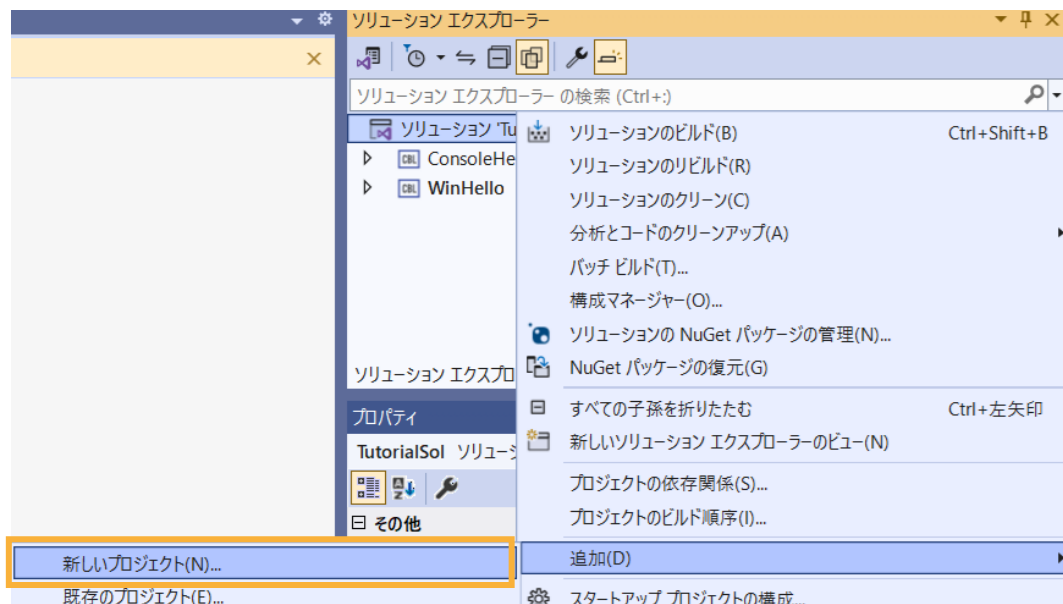 ソリューション エクスプローラー
ソリューション エクスプローラー の検索 (Ctrl+:)
ソリューション 'Tu
ConsoleHe
WinHello
ソリューションのビルド(B) Ctrl+Shift+B
ソリューションのリビルド(R)
ソリューションのクリーン(C)
分析とコードのクリーンアップ(A)
バッチ ビルド(T)...
構成マネージャー(O)...
ソリューションの NuGet パッケージの管理(N)...
NuGet パッケージの復元(G)
すべての子孫を折りたたむ Ctrl+左矢印
新しいソリューション エクスプローラーのビュー(N)
プロジェクトの依存関係(S)...
プロジェクトのビルド順序(I)...
追加(D)
スタートアップ プロジェクトの構成...
ソリューション エクスプロ
プロパティ
TutorialSol ソリューシ
その他
新しいプロジェクト(N)...
既存のプロジェクト(E)...